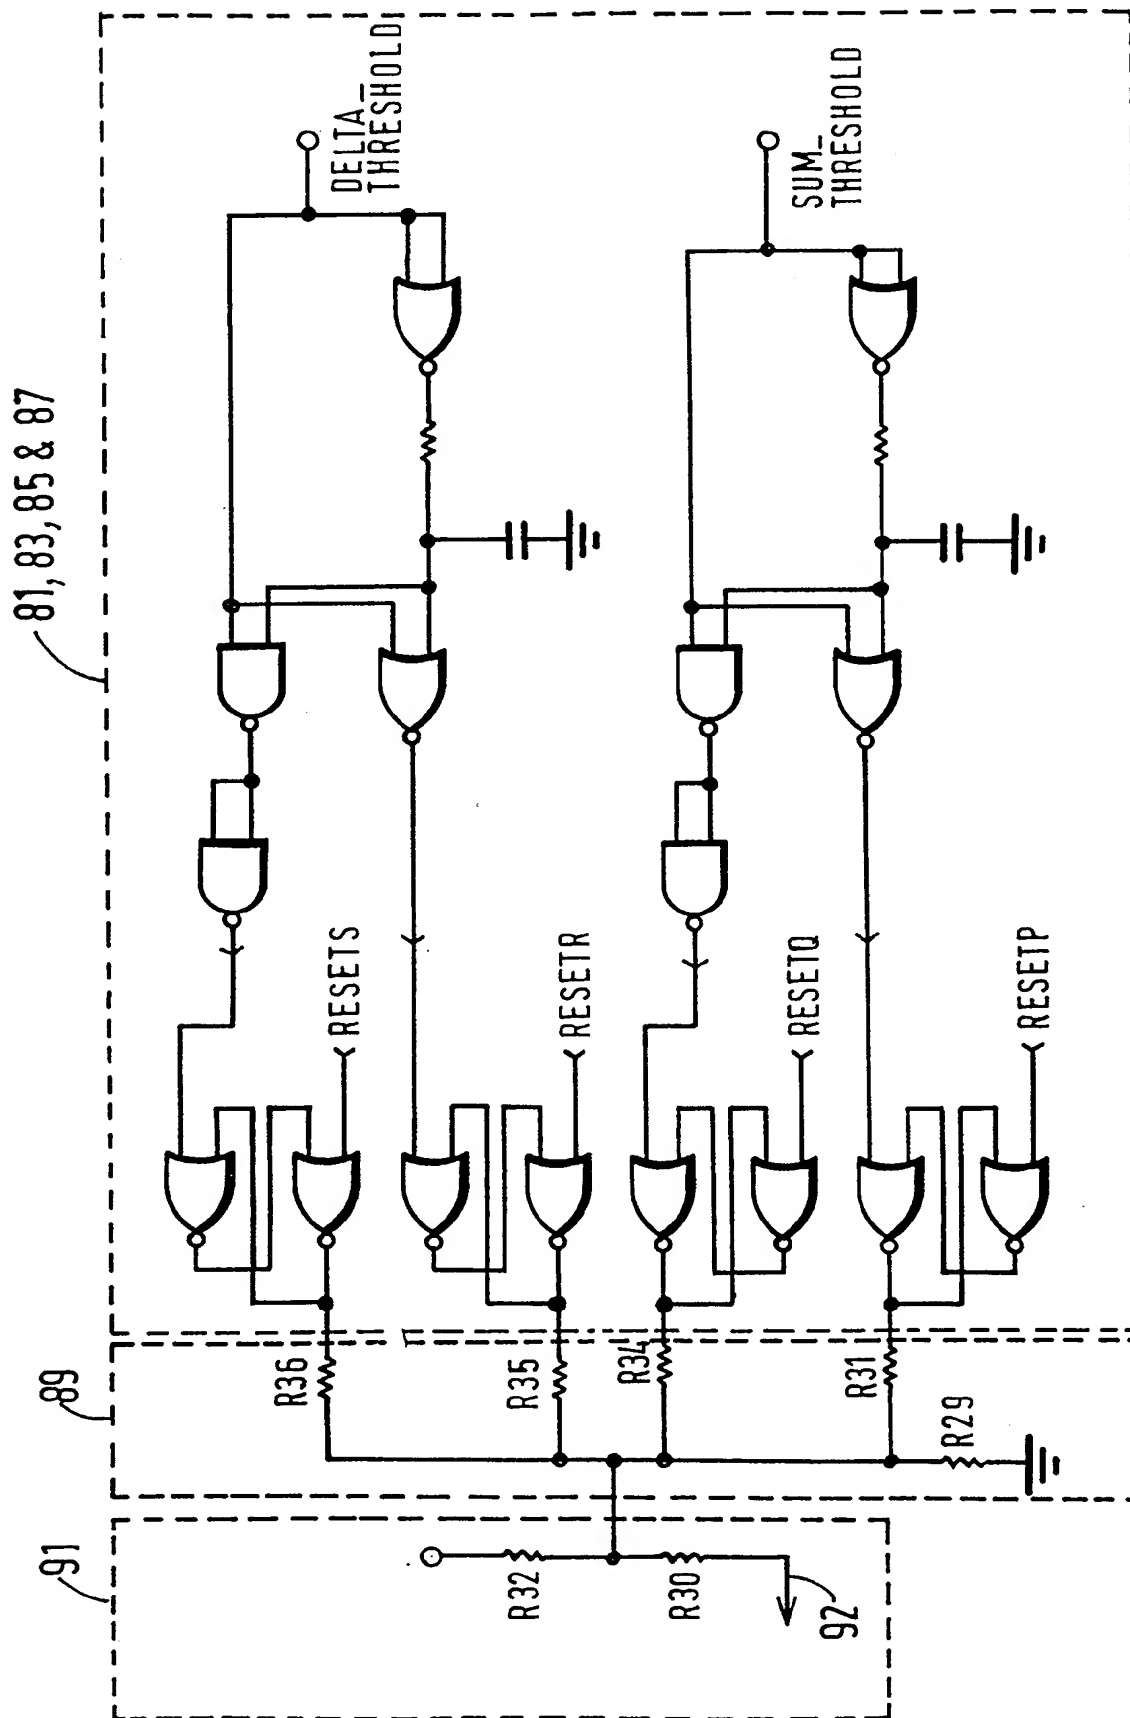 81, 83, 85 & 87
DELTA_
THRESHOLD
SUM_
THRESHOLD
RESETS
RESETR
RESETQ
RESETP
89
R36
R35
R34
R31
R29
91
R32
R30
92